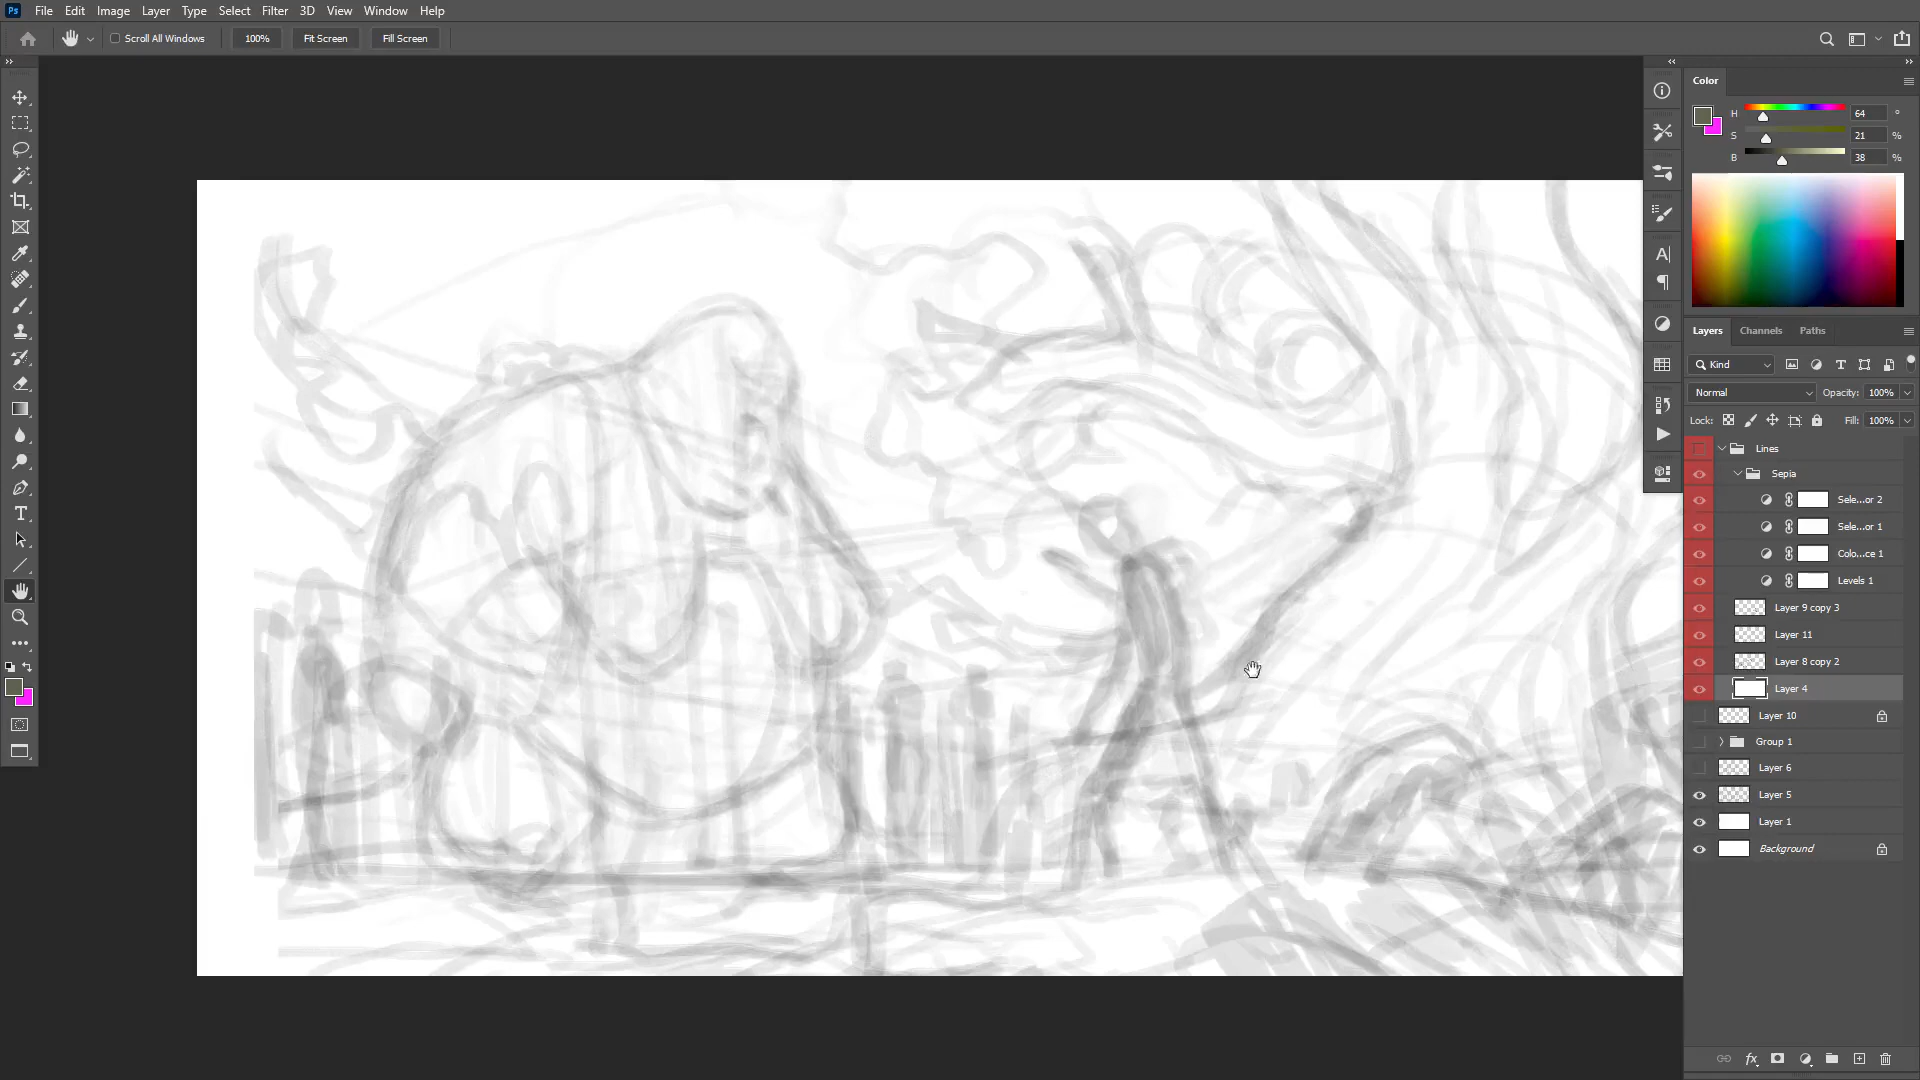 Ps File Edit Image Layer Type Select Filter 3D View Window Help
Scroll All Windows 100% Fit Screen Fill Screen
Color
H 64 °
S 21 %
B 38 %
Layers Channels Paths
Kind
Normal Opacity: 100%
Lock: Fill: 100%
Lines
Sepia
Sele...or 2
Sele...or 1
Colo...ce 1
Levels 1
Layer 9 copy 3
Layer 11
Layer 8 copy 2
Layer 4
Layer 10
Group 1
Layer 6
Layer 5
Layer 1
Background
fx